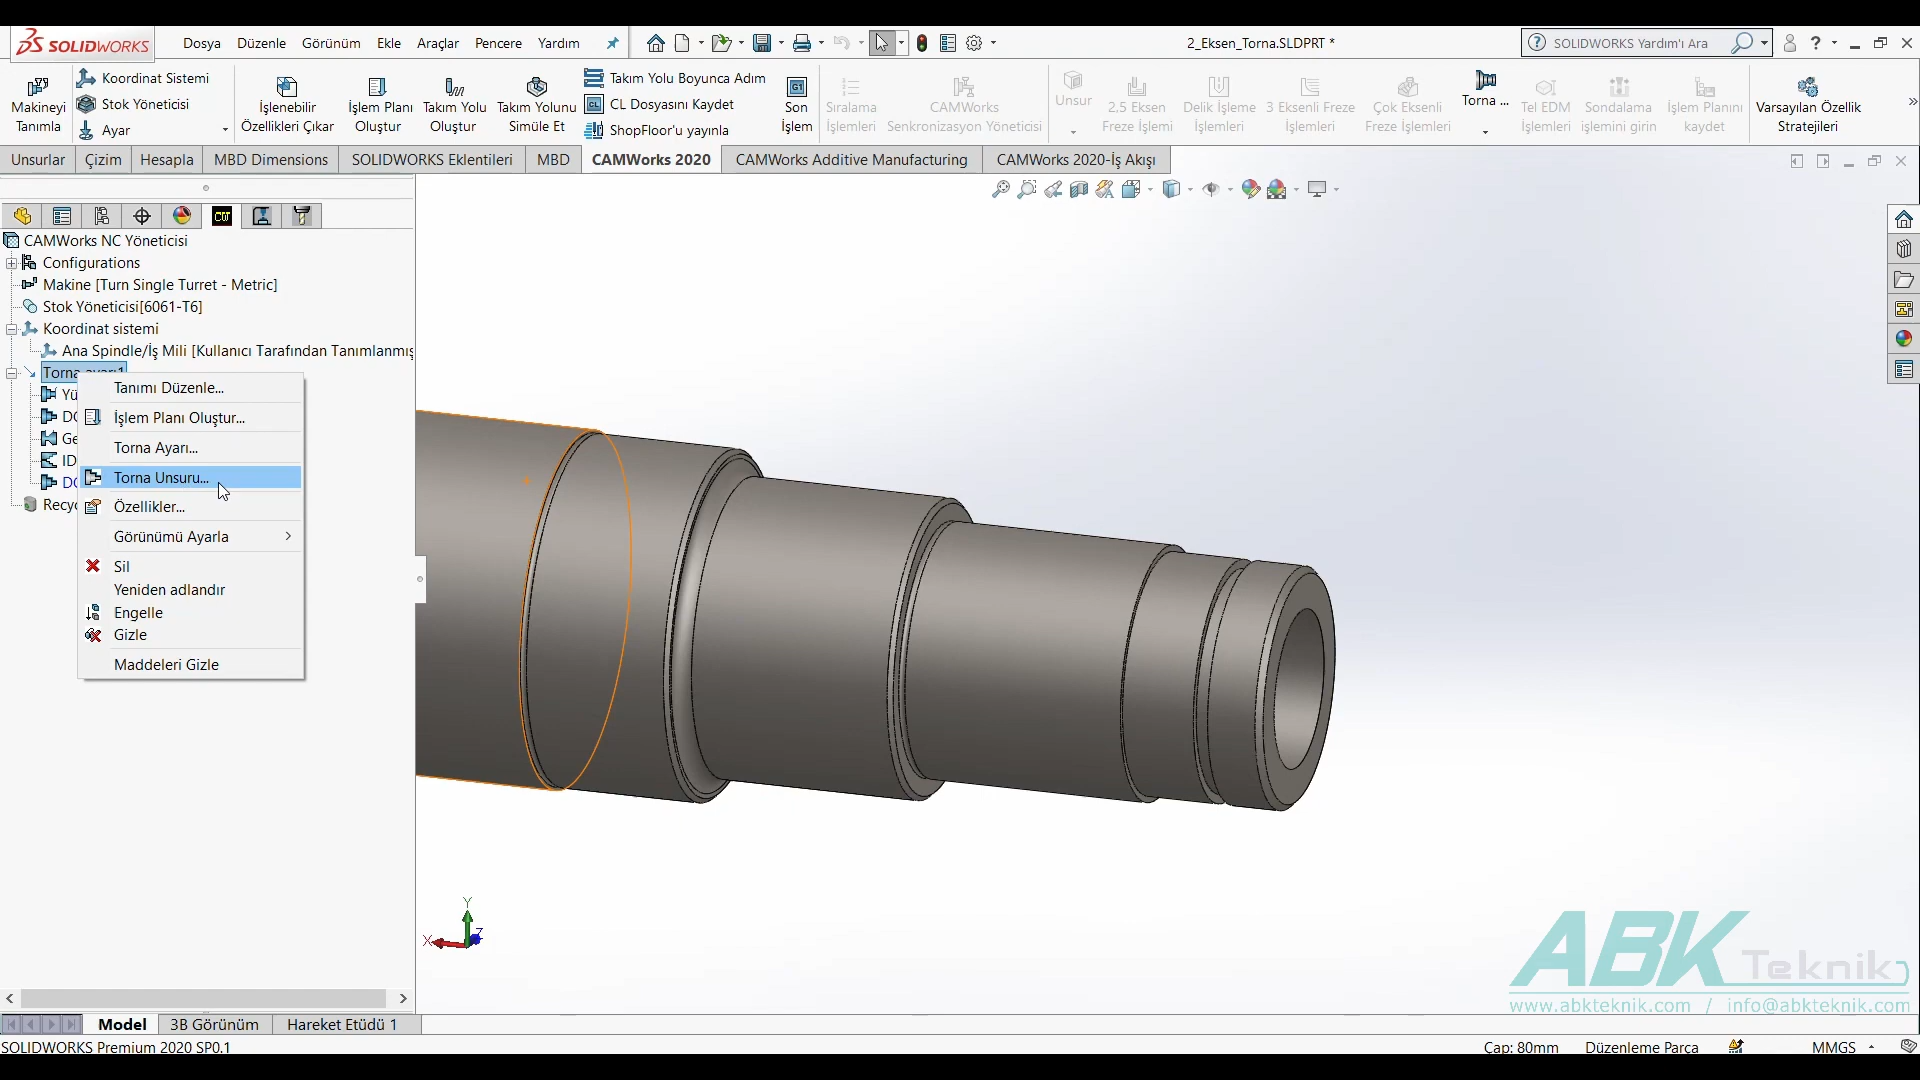 SOLIDWORKS
Dosya Düzenle Görünüm Ekle Araçlar Pencere Yardım
2_Eksen_Torna.SLDPRT *
SOLIDWORKS Yardım'ı Ara
Makineyi Tanımla
Koordinat Sistemi
Stok Yöneticisi
Ayar
İşlenebilir Özellikleri Çıkar
İşlem Planı Oluştur
Takım Yolu Oluştur
Takım Yolunu Simüle Et
Takım Yolu Boyunca Adım
CL Dosyasını Kaydet
ShopFloor'u yayınla
Son İşlem
Sıralama İşlemleri
CAMWorks Senkronizasyon Yöneticisi
Unsur
2,5 Eksen Freze İşlemi
Delik İşleme İşlemleri
3 Eksenli Freze İşlemleri
Çok Eksenli Freze İşlemleri
Torna ...
Tel EDM İşlemleri
Sondalama işlemini girin
İşlem Planını kaydet
Varsayılan Özellik Stratejileri
Unsurlar Çizim Hesapla MBD Dimensions SOLIDWORKS Eklentileri MBD CAMWorks 2020 CAMWorks Additive Manufacturing CAMWorks 2020-İş Akışı
CAMWorks NC Yöneticisi
Configurations
Makine [Turn Single Turret - Metric]
Stok Yöneticisi[6061-T6]
Koordinat sistemi
Ana Spindle/İş Mili [Kullanıcı Tarafından Tanımlanmış
Torna ayarı1
Tanımı Düzenle...
İşlem Planı Oluştur...
Torna Ayarı...
Torna Unsuru...
Özellikler...
Görünümü Ayarla
Sil
Yeniden adlandır
Engelle
Gizle
Maddeleri Gizle
Y
X
Z
ABK Teknik
www.abkteknik.com / info@abkteknik.com
Model 3B Görünüm Hareket Etüdü 1
SOLIDWORKS Premium 2020 SP0.1
Çap: 80mm Düzenleme Parça MMGS